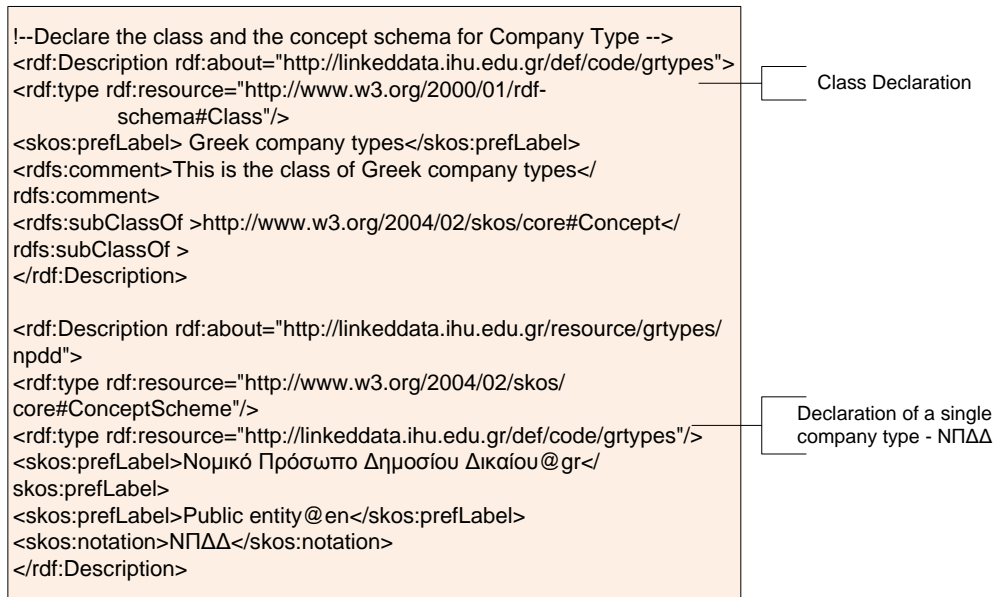 !--Declare the class and the concept schema for Company Type -->
<rdf:Description rdf:about="http://linkeddata.ihu.edu.gr/def/code/grtypes">
<rdf:type rdf:resource="http://www.w3.org/2000/01/rdf-
schema#Class"/>
<skos:prefLabel> Greek company types</skos:prefLabel>
<rdfs:comment>This is the class of Greek company types</
rdfs:comment>
<rdfs:subClassOf >http://www.w3.org/2004/02/skos/core#Concept</
rdfs:subClassOf >
</rdf:Description>
Class Declaration
<rdf:Description rdf:about="http://linkeddata.ihu.edu.gr/resource/grtypes/
npdd">
<rdf:type rdf:resource="http://www.w3.org/2004/02/skos/
core#ConceptScheme"/>
<rdf:type rdf:resource="http://linkeddata.ihu.edu.gr/def/code/grtypes"/>
<skos:prefLabel>Νομικό Πρόσωπο Δημοσίου Δικαίου@gr</
skos:prefLabel>
<skos:prefLabel>Public entity@en</skos:prefLabel>
<skos:notation>ΝΠΔΔ</skos:notation>
</rdf:Description>
Declaration of a single
company type - ΝΠΔΔ